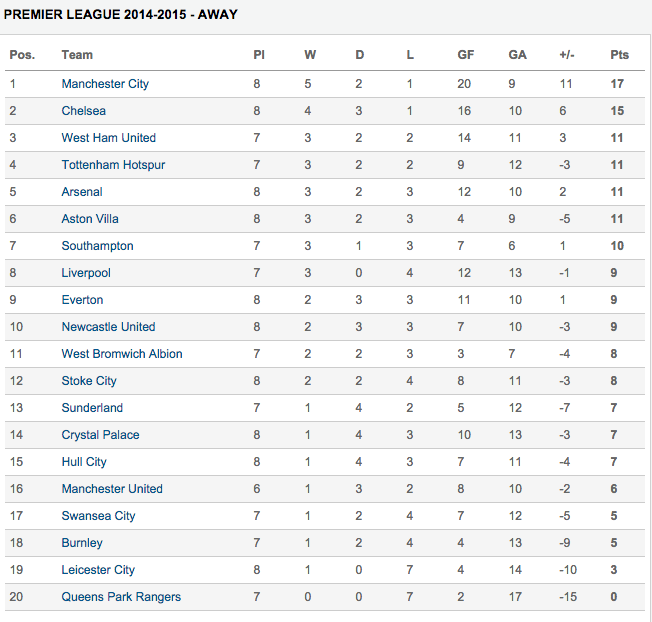 PREMIER LEAGUE 2014-2015 - AWAY
Pos. Team Pl W D L GF GA +/- Pts
1 Manchester City 8 5 2 1 20 9 11 17
2 Chelsea 8 4 3 1 16 10 6 15
3 West Ham United 7 3 2 2 14 11 3 11
4 Tottenham Hotspur 7 3 2 2 9 12 -3 11
5 Arsenal 8 3 2 3 12 10 2 11
6 Aston Villa 8 3 2 3 4 9 -5 11
7 Southampton 7 3 1 3 7 6 1 10
8 Liverpool 7 3 0 4 12 13 -1 9
9 Everton 8 2 3 3 11 10 1 9
10 Newcastle United 8 2 3 3 7 10 -3 9
11 West Bromwich Albion 7 2 2 3 3 7 -4 8
12 Stoke City 8 2 2 4 8 11 -3 8
13 Sunderland 7 1 4 2 5 12 -7 7
14 Crystal Palace 8 1 4 3 10 13 -3 7
15 Hull City 8 1 4 3 7 11 -4 7
16 Manchester United 6 1 3 2 8 10 -2 6
17 Swansea City 7 1 2 4 7 12 -5 5
18 Burnley 7 1 2 4 4 13 -9 5
19 Leicester City 8 1 0 7 4 14 -10 3
20 Queens Park Rangers 7 0 0 7 2 17 -15 0